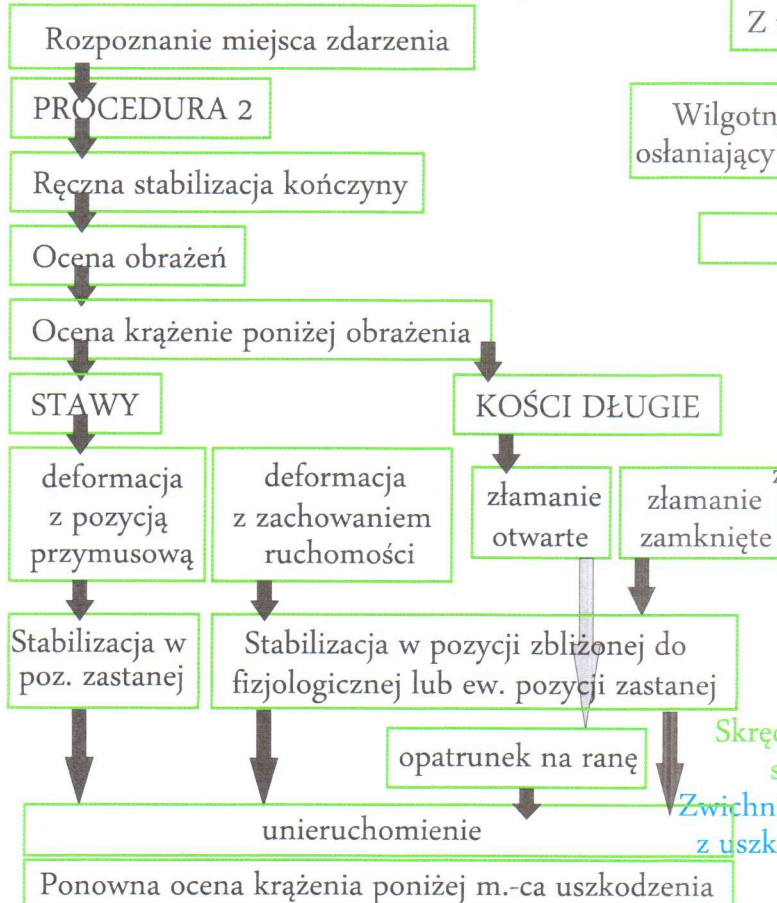 Rozpoznanie miejsca zdarzenia
PROCEDURA 2
Ręczna stabilizacja kończyny
Ocena obrażeń
Ocena krążenie poniżej obrażenia
STAWY
KOŚCI DŁUGIE
deformacja
z pozycją
przymusową
deformacja
z zachowaniem
ruchomości
złamanie
otwarte
złamanie
zamknięte
Stabilizacja w
poz. zastanej
Stabilizacja w pozycji zbliżonej do
fizjologicznej lub ew. pozycji zastanej
opatrunek na ranę
unieruchomienie
Ponowna ocena krążenia poniżej m.-ca uszkodzenia
Z
osłaniający